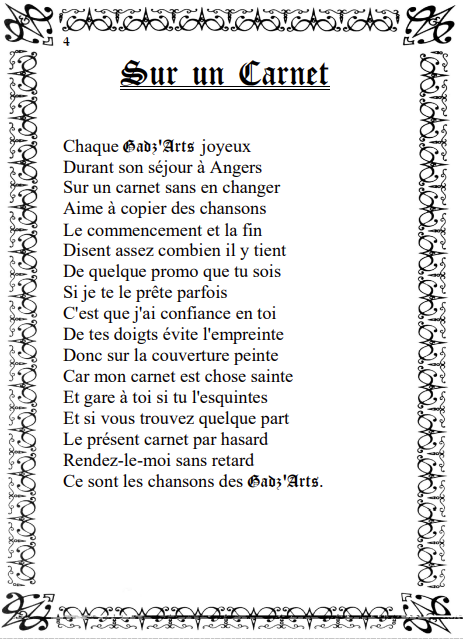 4
Sur un Carnet
Chaque Gadz'Arts joyeux
Durant son séjour à Angers
Sur un carnet sans en changer
Aime à copier des chansons
Le commencement et la fin
Disent assez combien il y tient
De quelque promo que tu sois
Si je te le prête parfois
C'est que j'ai confiance en toi
De tes doigts évite l'empreinte
Donc sur la couverture peinte
Car mon carnet est chose sainte
Et gare à toi si tu l'esquintes
Et si vous trouvez quelque part
Le présent carnet par hasard
Rendez-le-moi sans retard
Ce sont les chansons des Gadz'Arts.